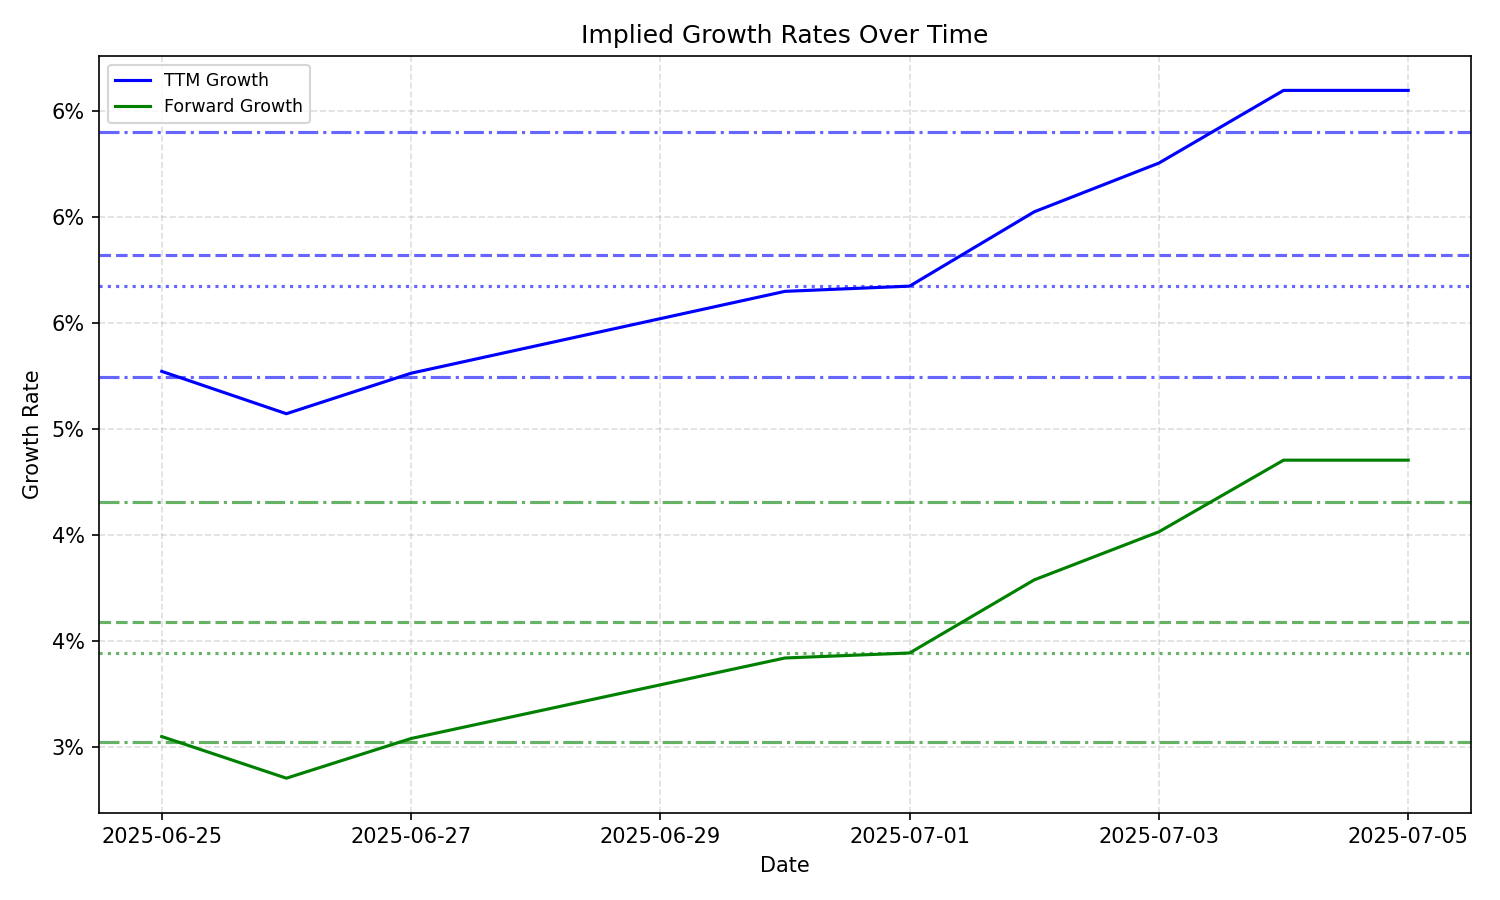 Implied Growth Rates Over Time
TTM Growth
Forward Growth
6%
6%
6%
5%
4%
4%
3%
Growth Rate
2025-06-25
2025-06-27
2025-06-29
2025-07-01
2025-07-03
2025-07-05
Date